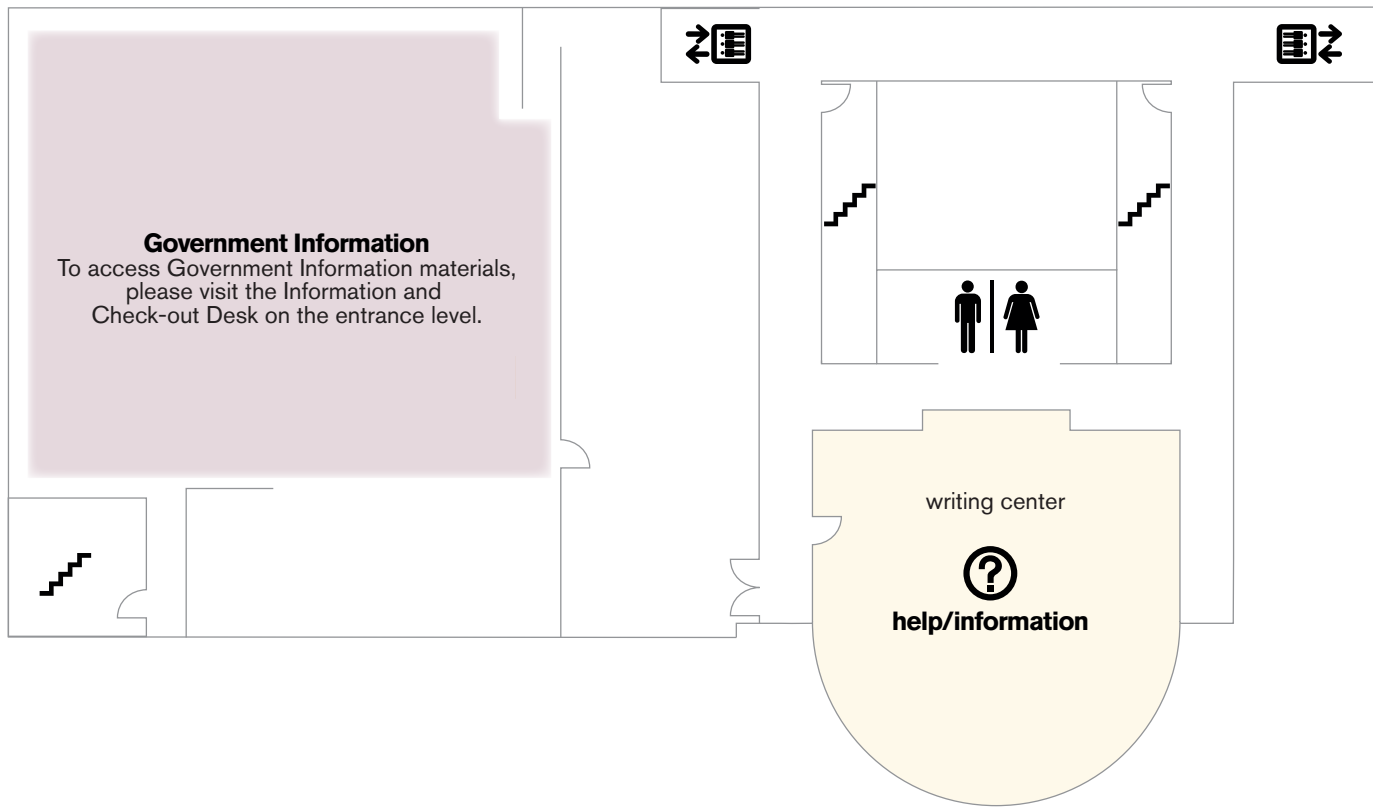 Government Information
To access Government Information materials,
please visit the Information and
Check-out Desk on the entrance level.
writing center
?
help/information